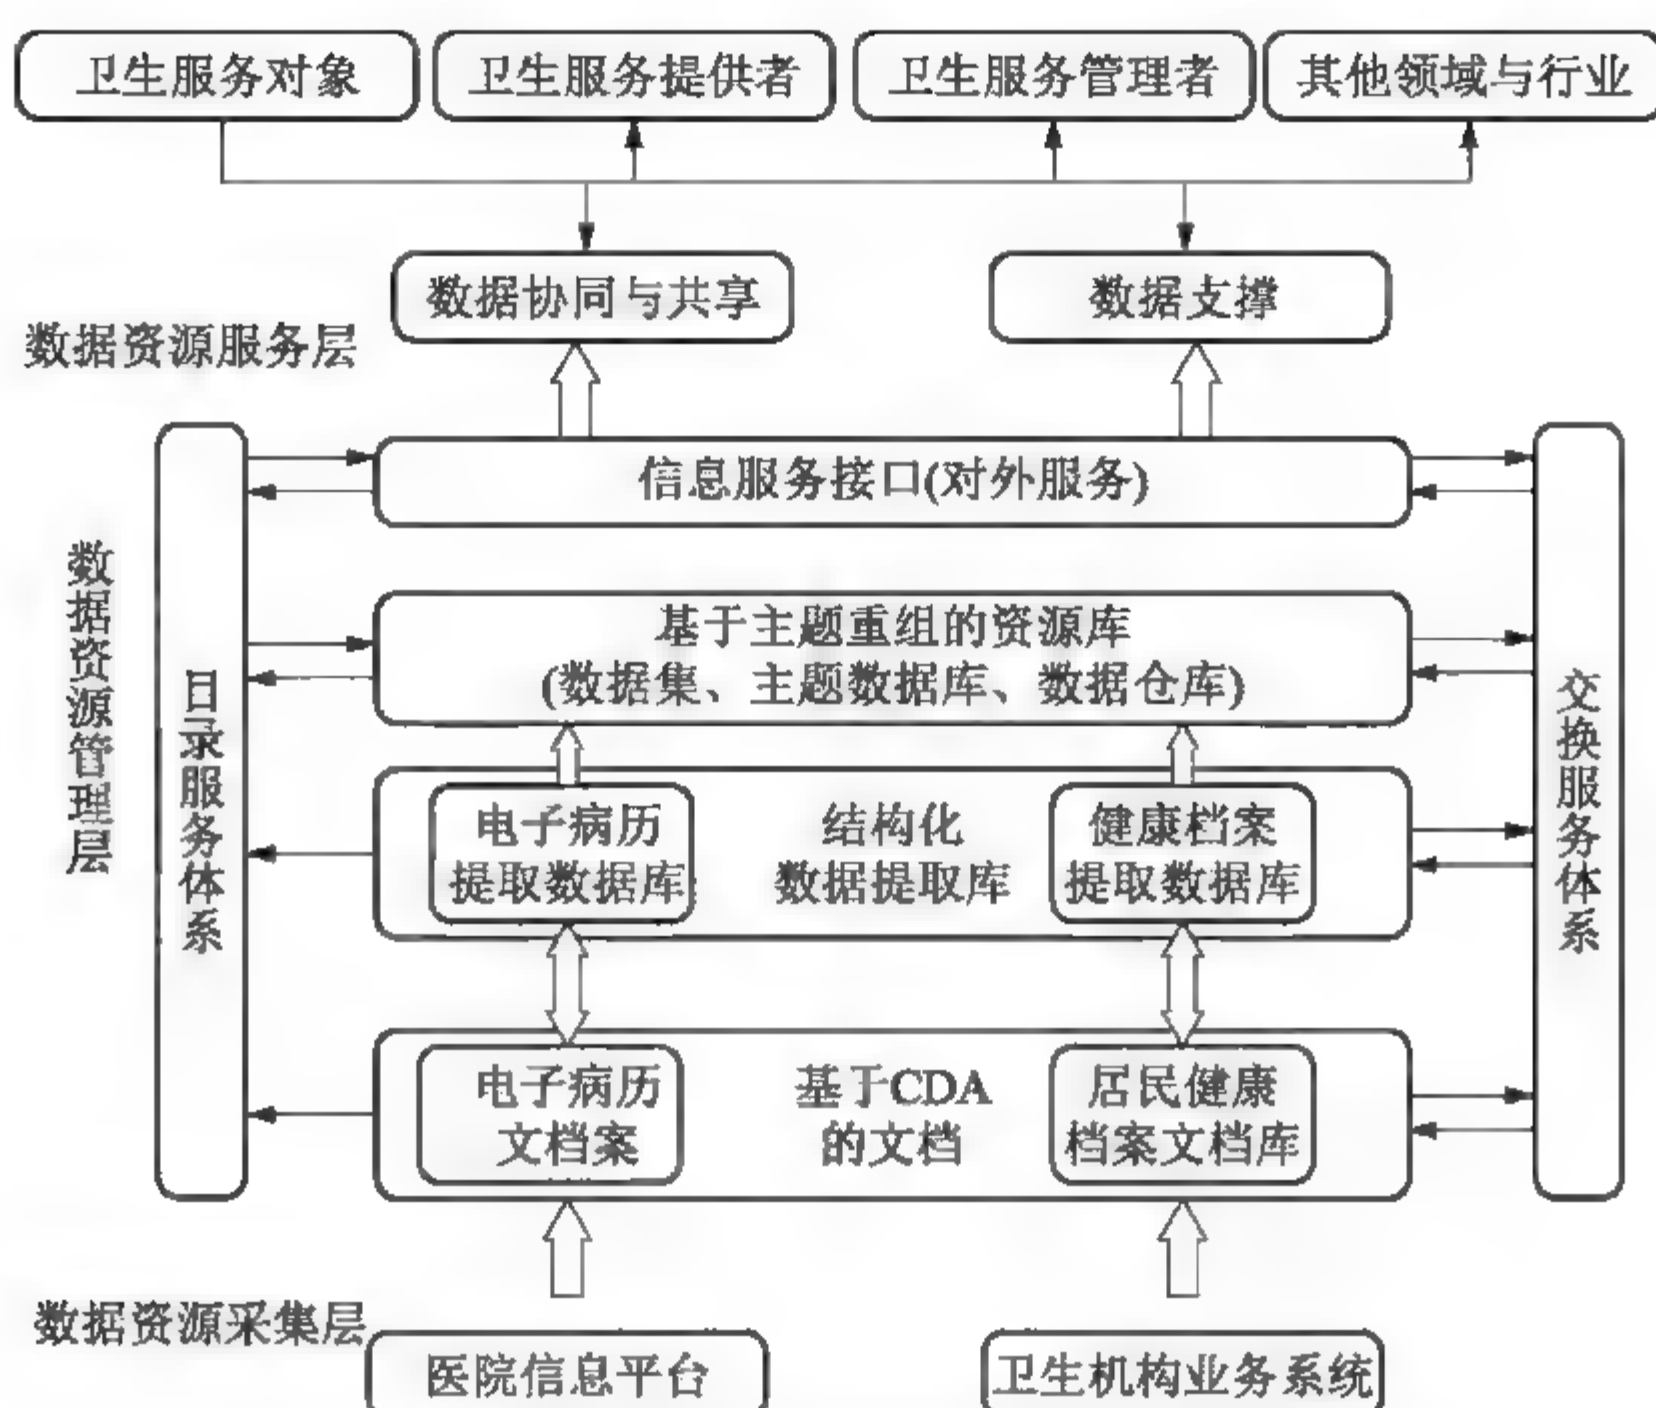 卫生服务对象
卫生服务提供者
卫生服务管理者
其他领域与行业
数据协同与共享
数据支撑
数据资源服务层
信息服务接口(对外服务)
数据资源管理层
目录服务体系
基于主题重组的资源库
(数据集、主题数据库、数据仓库)
交换服务体系
电子病历
提取数据库
结构化
数据提取库
健康档案
提取数据库
电子病历
文档案
基于CDA
的文档
居民健康
档案文档库
数据资源采集层
医院信息平台
卫生机构业务系统